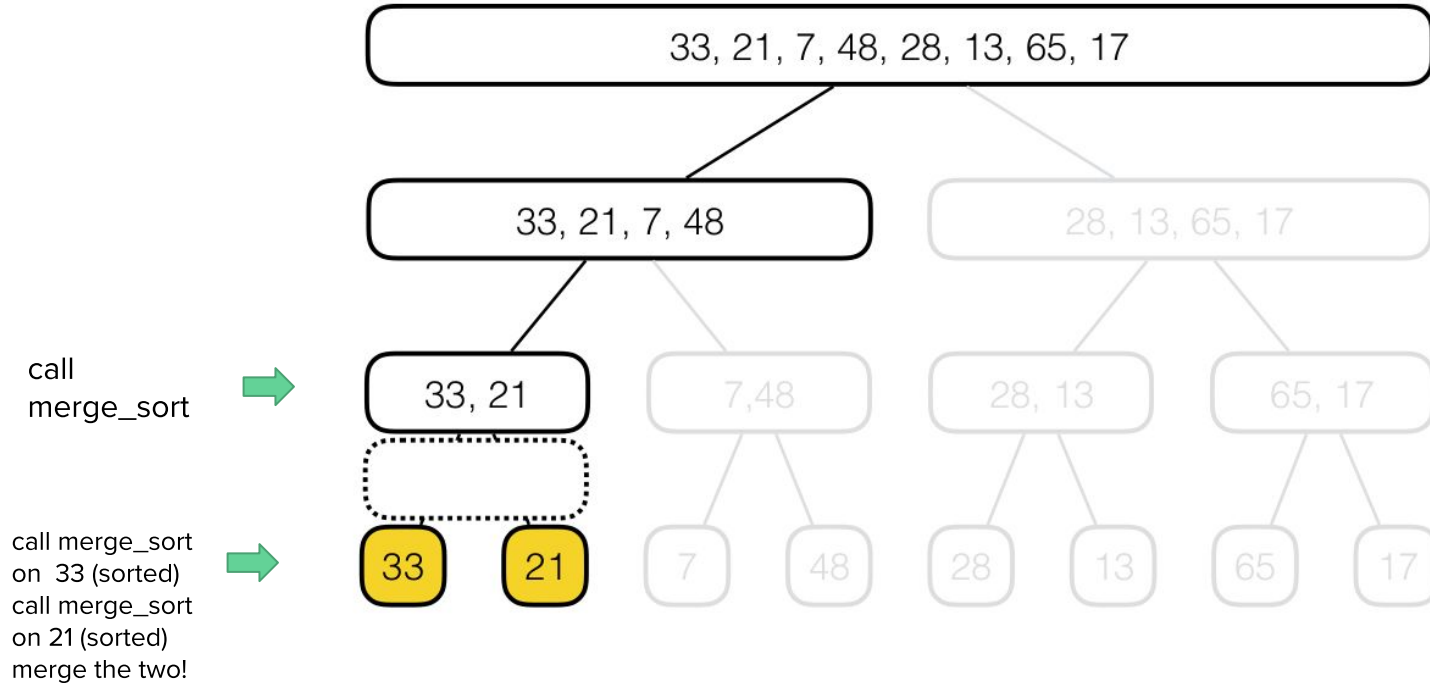 33, 21, 7, 48, 28, 13, 65, 17
33, 21, 7, 48
28, 13, 65, 17
call
merge_sort
33, 21
7,48
28, 13
65, 17
call merge_sort
on 33 (sorted)
call merge_sort
on 21 (sorted)
merge the two!
33
21
7
48
28
13
65
17